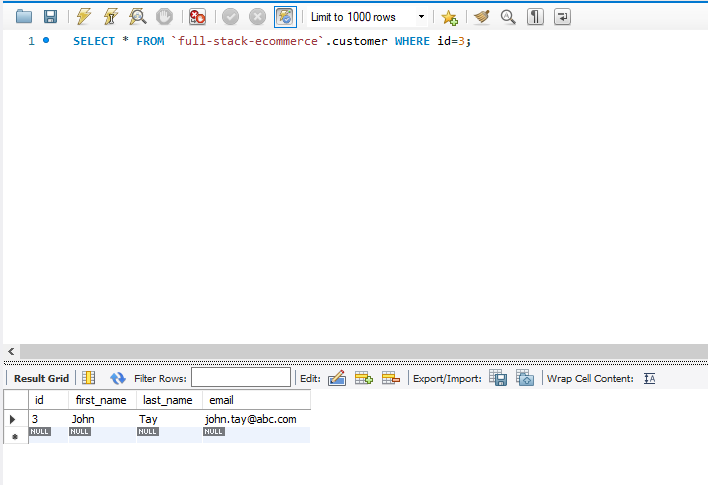 Limit to 1000 rows
1 SELECT * FROM `full-stack-ecommerce`.customer WHERE id=3;
Result Grid Filter Rows: Edit: Export/Import: Wrap Cell Content: IA
id first_name last_name email
3 John Tay john.tay@abc.com
NULL NULL NULL NULL